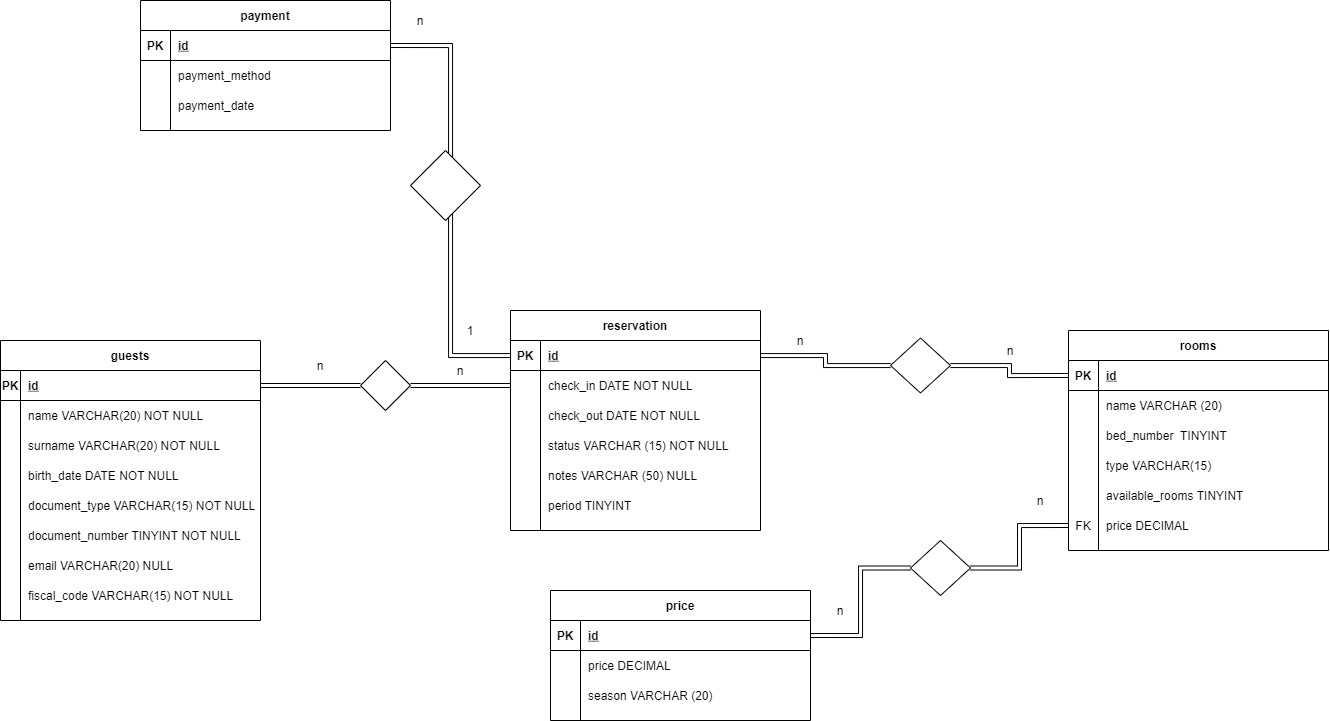 payment
n
PK id
payment_method
payment_date
1
reservation
PK id
check_in DATE NOT NULL
check_out DATE NOT NULL
status VARCHAR (15) NOT NULL
notes VARCHAR (50) NULL
period TINYINT
guests
PK id
name VARCHAR(20) NOT NULL
surname VARCHAR(20) NOT NULL
birth_date DATE NOT NULL
document_type VARCHAR(15) NOT NULL
document_number TINYINT NOT NULL
email VARCHAR(20) NULL
fiscal_code VARCHAR(15) NOT NULL
n
n
n
n
rooms
PK id
name VARCHAR (20)
bed_number TINYINT
type VARCHAR(15)
available_rooms TINYINT
FK price DECIMAL
n
n
price
PK id
price DECIMAL
season VARCHAR (20)